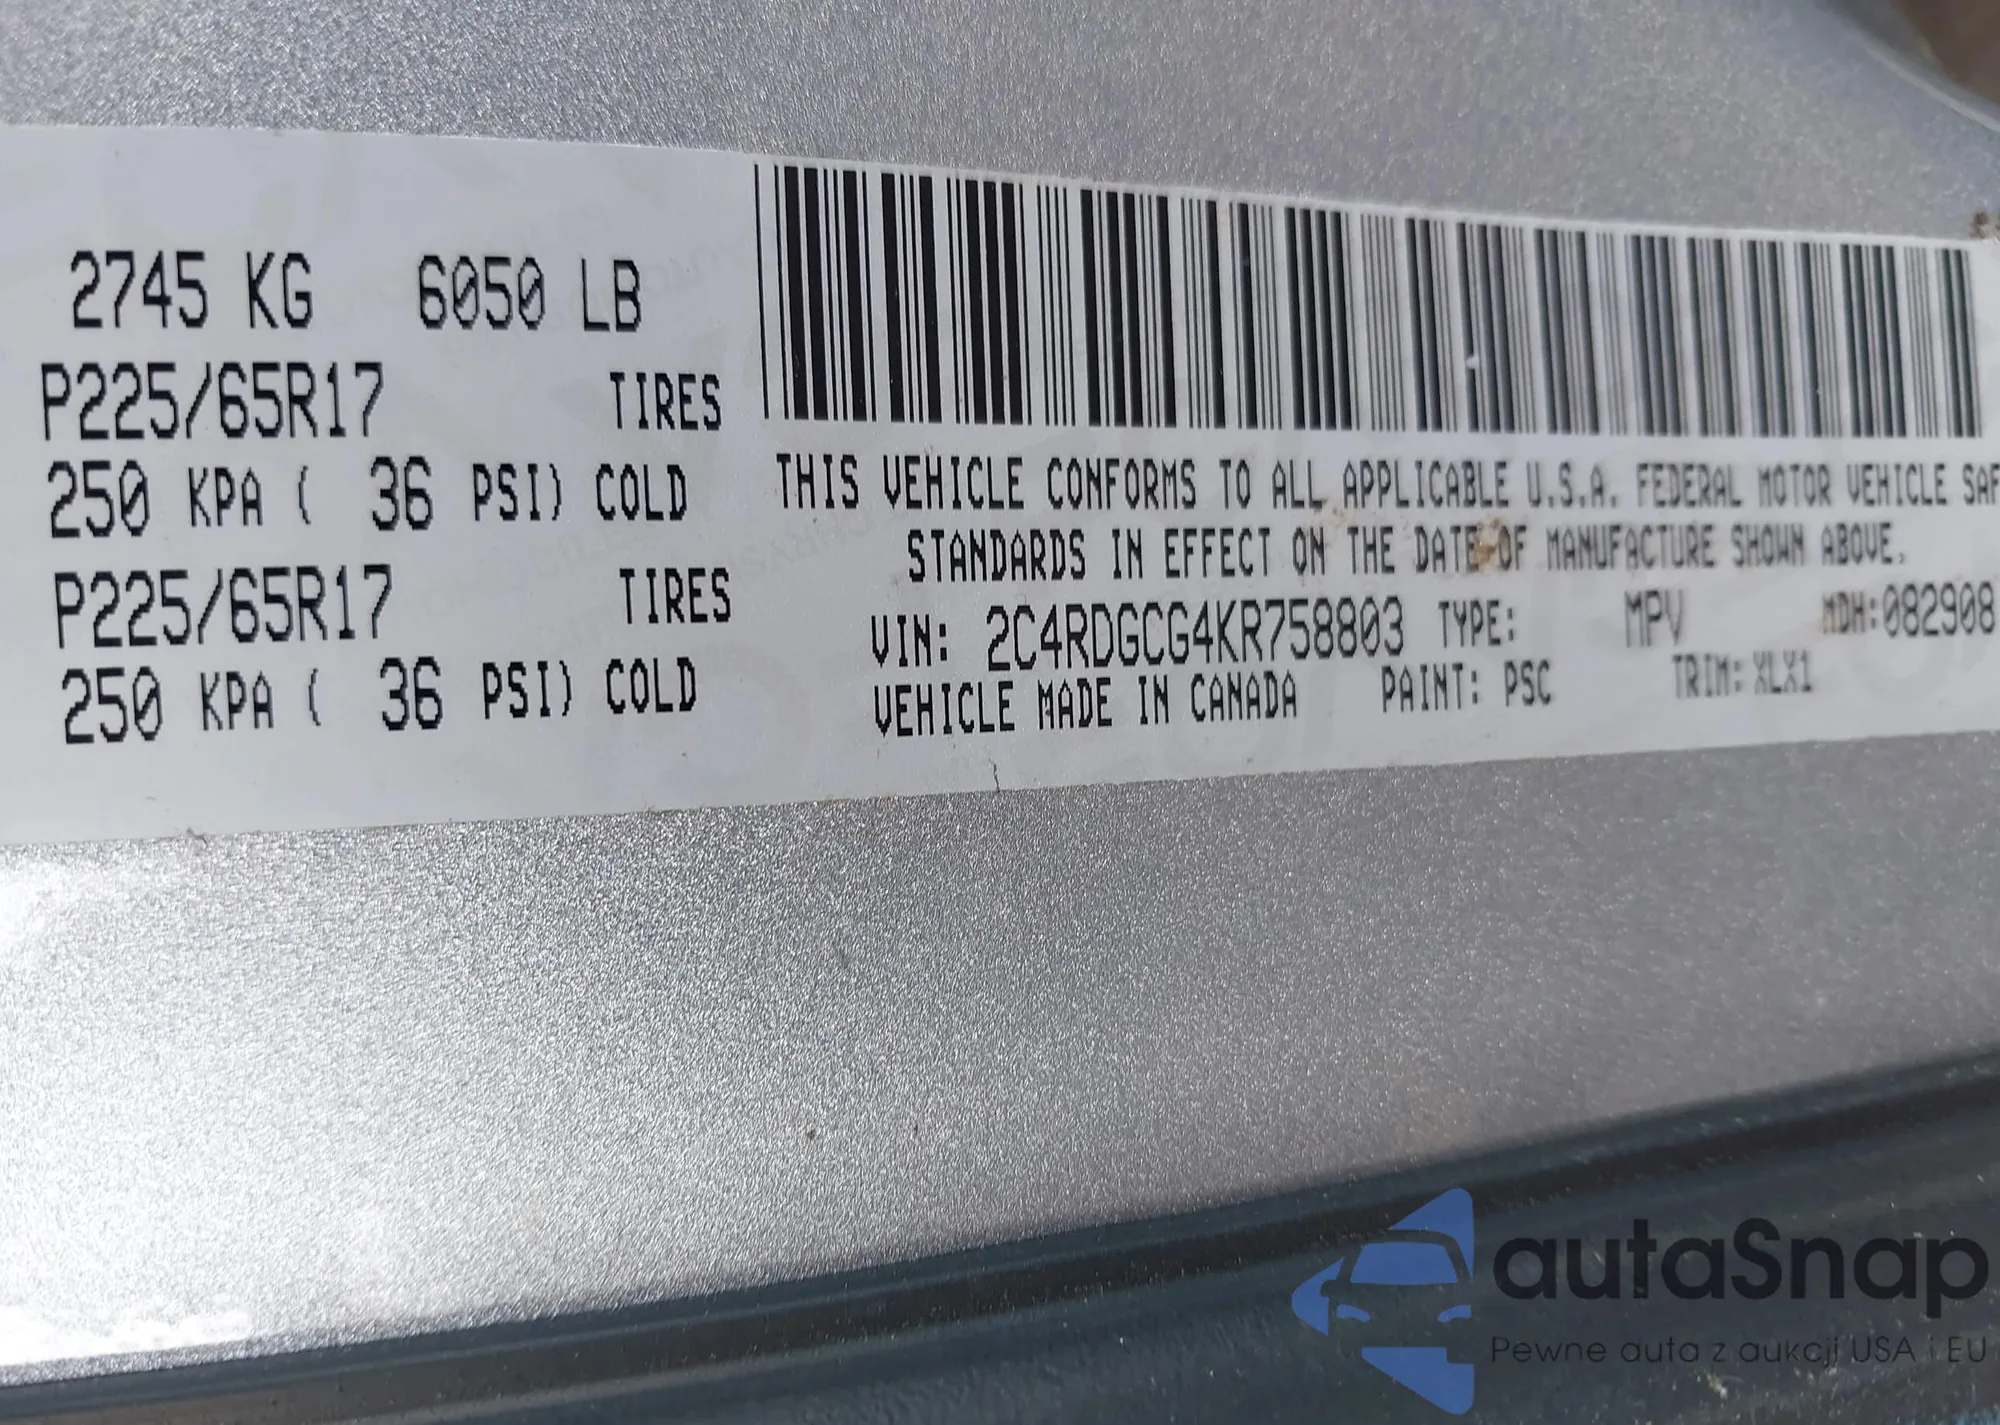 2745 KG 6050 LB
P225/65R17 TIRES
250 KPA ( 36 PSI) COLD
P225/65R17 TIRES
250 KPA ( 36 PSI) COLD
THIS VEHICLE CONFORMS TO ALL APPLICABLE U.S.A. FEDERAL MOTOR VEHICLE SAF
STANDARDS IN EFFECT ON THE DATE OF MANUFACTURE SHOWN ABOVE.
VIN: 2C4RDGCG4KR758803 TYPE: MPV MDH:082908
VEHICLE MADE IN CANADA PAINT: PSC TRIM: XLX1
autaSnap
Pewne auta z aukcji USA i EU